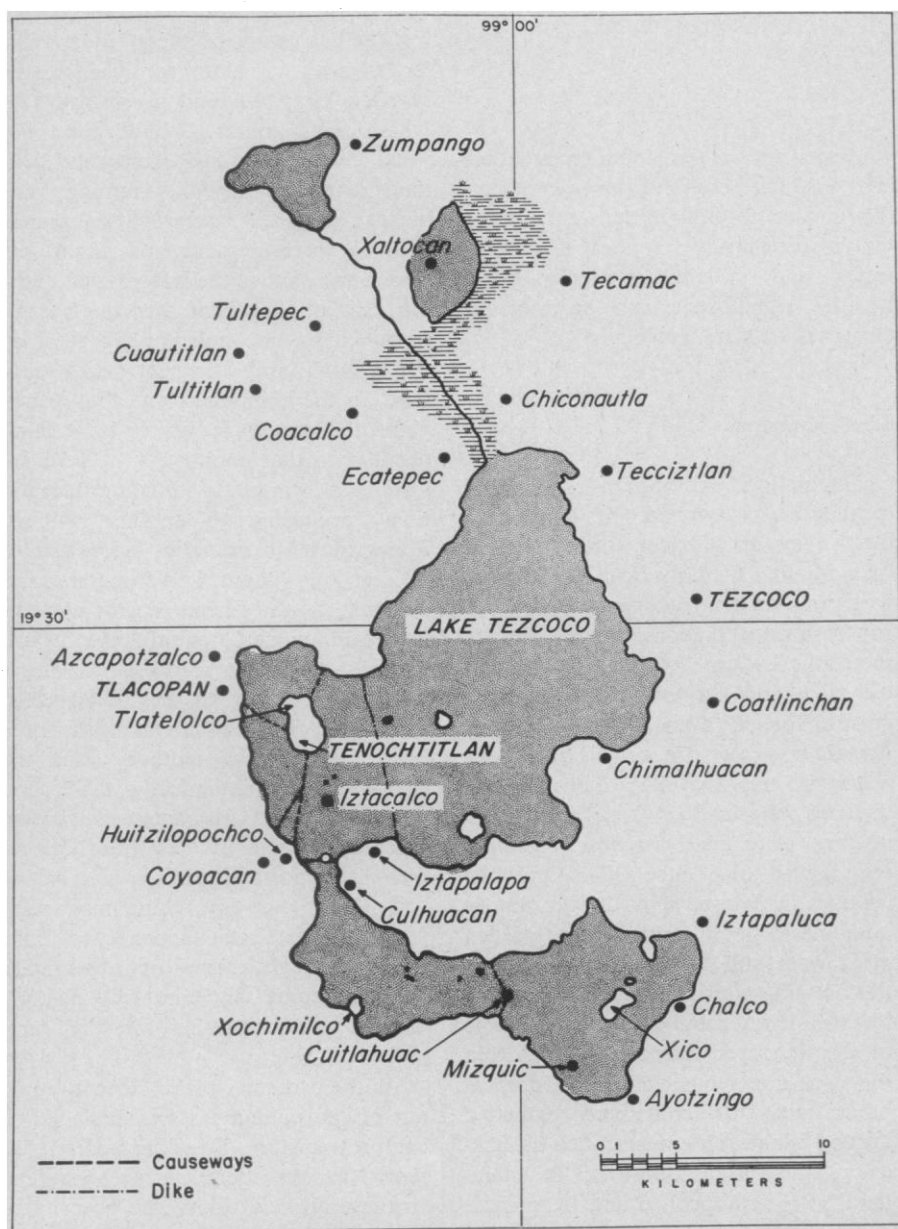 99°00'
Zumpango
Xaltocan
Tecamac
Tultepec
Cuautitlan
Tultitlan
Chiconautla
Coacalco
Ecatepec
Tecciztlan
TEZCOCO
19°30'
LAKE TEZCOCO
Azcapotzalco
TLACOPAN
Tlatelolco
Coatlinchan
TENOCHTITLAN
Chimalhuacan
Iztacalco
Huitzilopochco
Coyoacan
Iztapalapa
Culhuacan
Iztapaluca
Xochimilco
Chalco
Cuitlahuac
Xico
Mizquic
Ayotzingo
Causeways
Dike
0 1 5 10
KILOMETERS